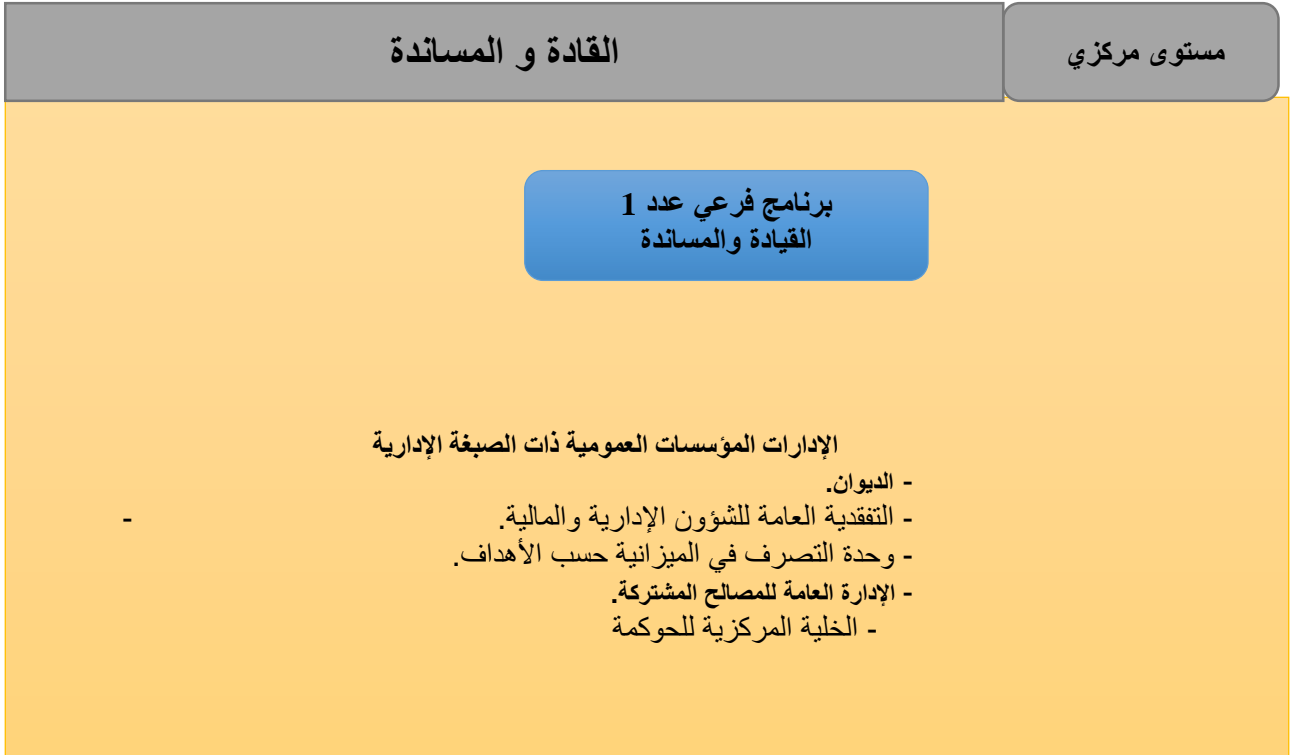 مستوى مركزي
القادة و المساندة
برنامج فرعي عدد 1
القيادة والمساندة
الإدارات المؤسسات العمومية ذات الصبغة الإدارية
- الديوان.
- التفقدية العامة للشؤون الإدارية والمالية. -
- وحدة التصرف في الميزانية حسب الأهداف.
- الإدارة العامة للمصالح المشتركة.
- الخلية المركزية للحوكمة